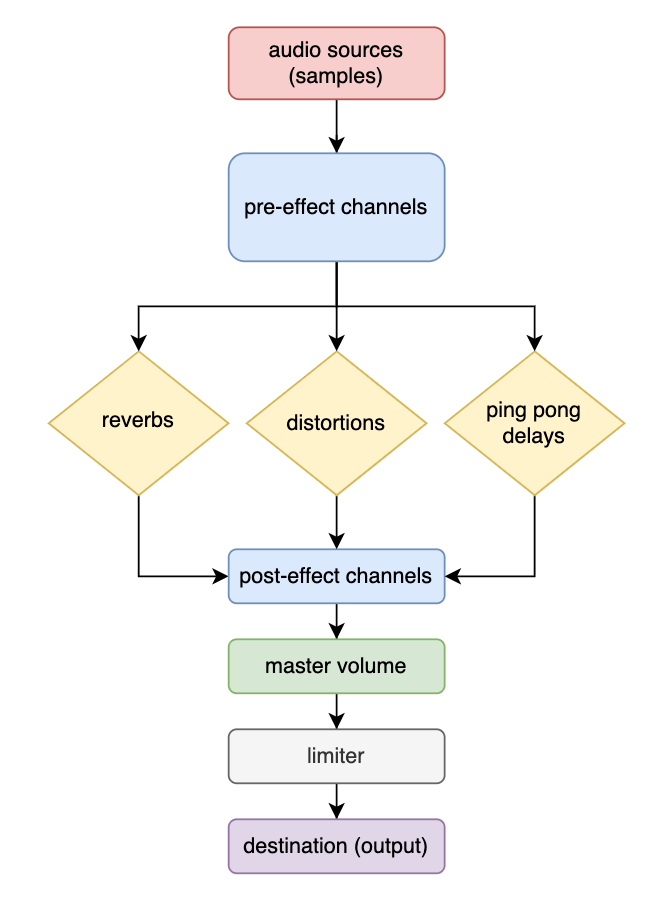 audio sources
(samples)
pre-effect channels
reverbs
distortions
ping pong
delays
post-effect channels
master volume
limiter
destination (output)